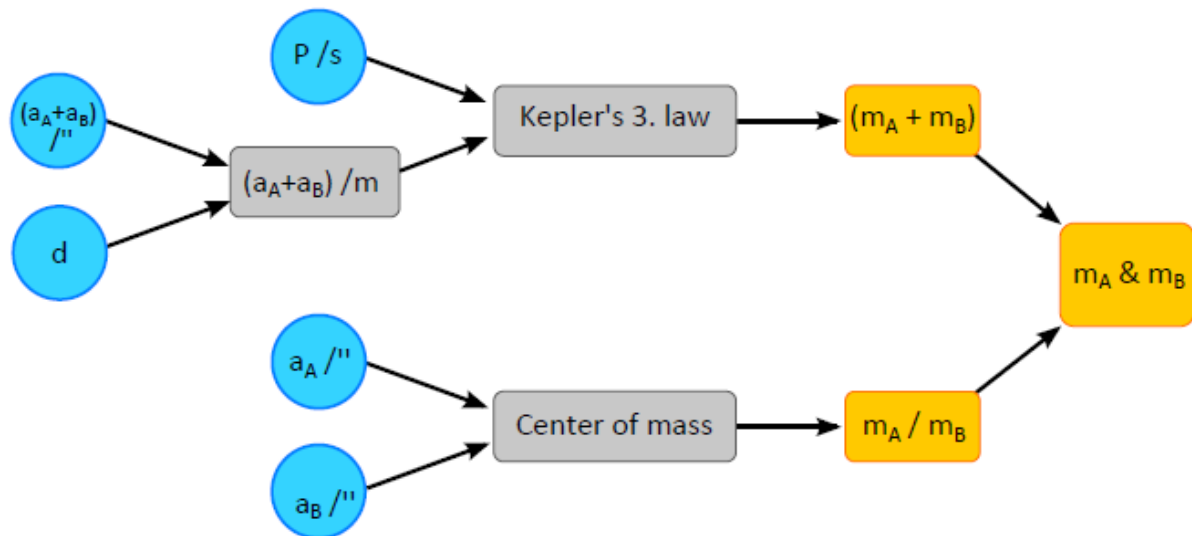 P /s
(aA+aB)
/"
Kepler's 3. law
(mA + mB)
(aA+aB) /m
d
mA & mB
aA /"
Center of mass
mA / mB
aB /"